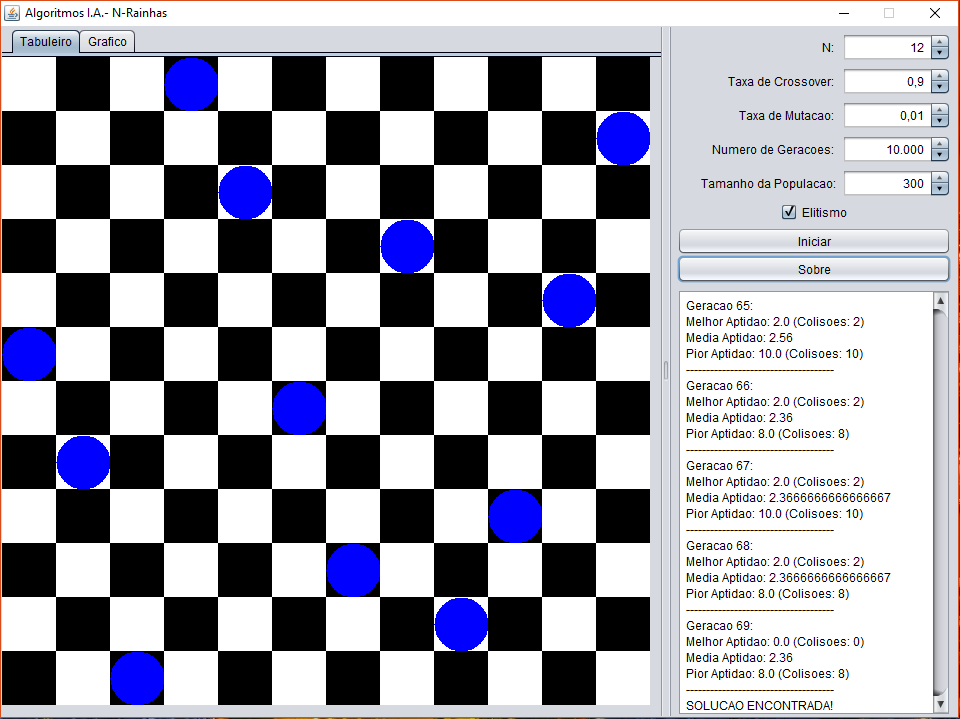 Algoritmos I.A.- N-Rainhas
Tabuleiro
Grafico
N:
12
Taxa de Crossover:
0,9
Taxa de Mutacao:
0,01
Numero de Geracoes:
10.000
Tamanho da Populacao:
300
Elitismo
Iniciar
Sobre
Geracao 65:
Melhor Aptidao: 2.0 (Colisoes: 2)
Media Aptidao: 2.56
Pior Aptidao: 10.0 (Colisoes: 10)
-------------------------------------
Geracao 66:
Melhor Aptidao: 2.0 (Colisoes: 2)
Media Aptidao: 2.36
Pior Aptidao: 8.0 (Colisoes: 8)
-------------------------------------
Geracao 67:
Melhor Aptidao: 2.0 (Colisoes: 2)
Media Aptidao: 2.3666666666666667
Pior Aptidao: 10.0 (Colisoes: 10)
-------------------------------------
Geracao 68:
Melhor Aptidao: 2.0 (Colisoes: 2)
Media Aptidao: 2.3666666666666667
Pior Aptidao: 8.0 (Colisoes: 8)
-------------------------------------
Geracao 69:
Melhor Aptidao: 0.0 (Colisoes: 0)
Media Aptidao: 2.36
Pior Aptidao: 8.0 (Colisoes: 8)
-------------------------------------
SOLUCAO ENCONTRADA!